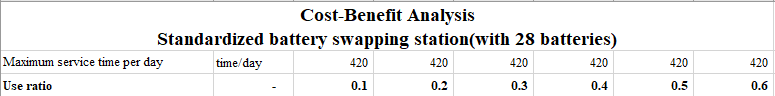 Cost-Benefit Analysis
Standardized battery swapping station(with 28 batteries)
Maximum service time per day time/day 420 420 420 420 420 420
Use ratio - 0.1 0.2 0.3 0.4 0.5 0.6